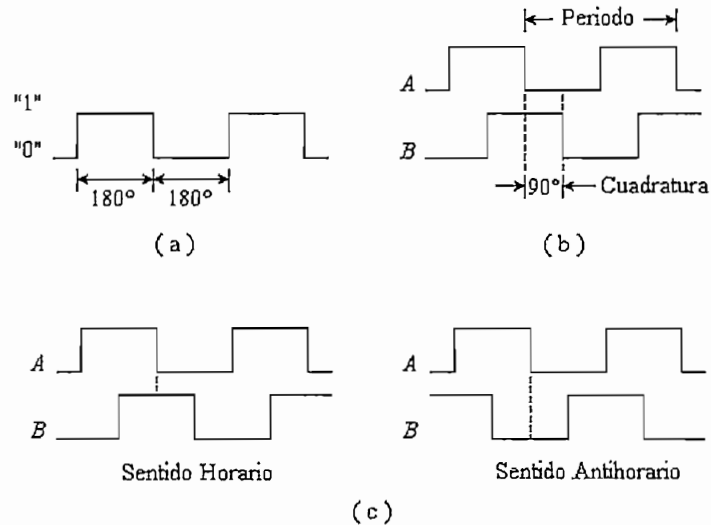 Periodo
A
B
90°
Cuadratura
(b)
"1"
"0"
180° 180°
(a)
A
B
Sentido Horario
A
B
Sentido Antihorario
(c)